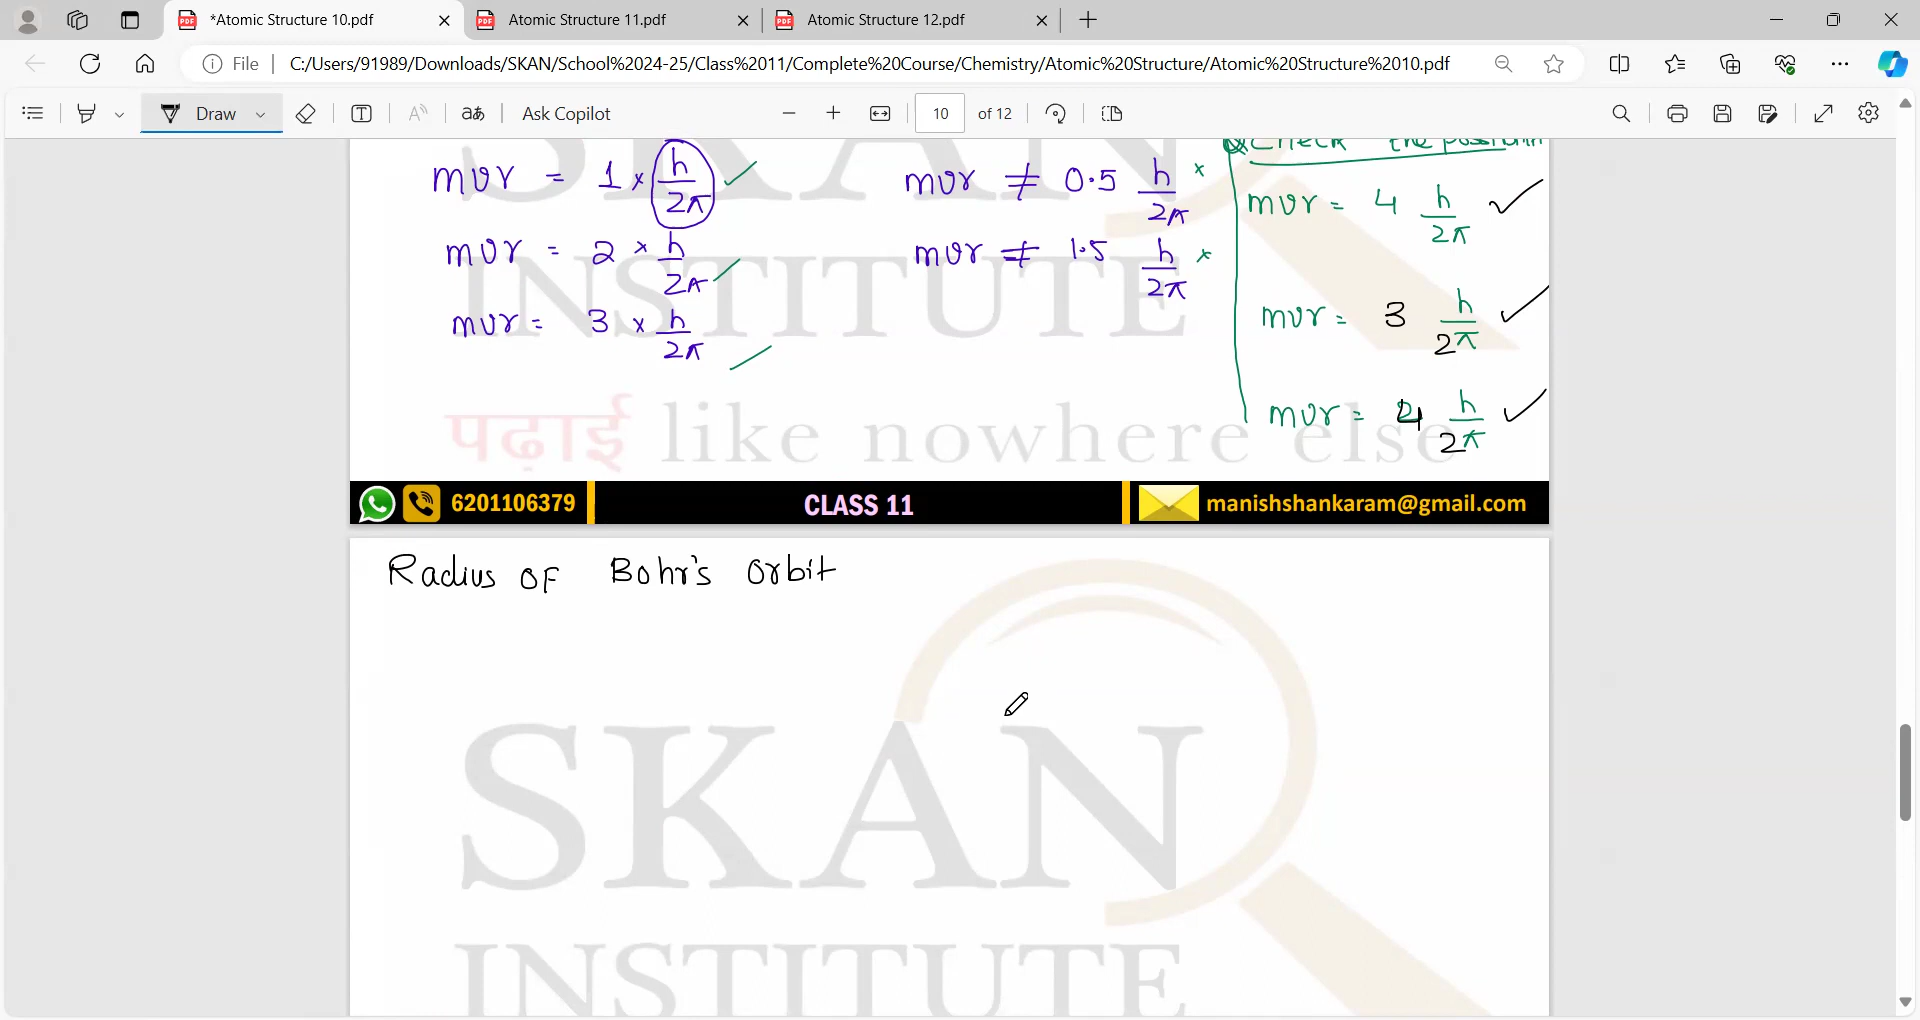 *Atomic Structure 10.pdf
Atomic Structure 11.pdf
Atomic Structure 12.pdf
File
C:/Users/91989/Downloads/SKAN/School%2024-25/Class%2011/Complete%20Course/Chemistry/Atomic%20Structure/Atomic%20Structure%2010.pdf
Draw
Ask Copilot
10 of 12
Check the
mvr = 1 × h/2π
mvr ≠ 0.5 h/2π ×
mvr = 4 h/2π
mvr = 2 × h/2π
mvr ≠ 1.5 h/2π ×
mvr = 3 × h/2π
mvr = 3 h/2π
mvr = 4 h/2π
SKAN
INSTITUTE
पढ़ाई like nowhere else
6201106379
CLASS 11
manishshankaram@gmail.com
Radius OF Bohr's Orbit
SKAN
INSTITUTE